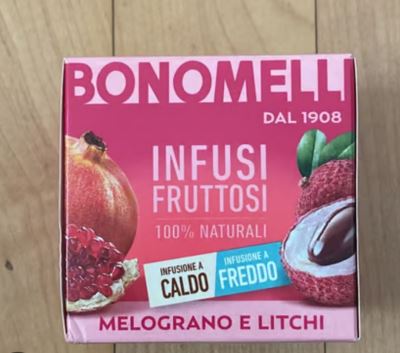 BONOMELLI
DAL 1908
INFUSI
FRUTTOSI
100% NATURALI
INFUSIONE A
CALDO
INFUSIONE A
FREDDO
MELOGRANO E LITCHI